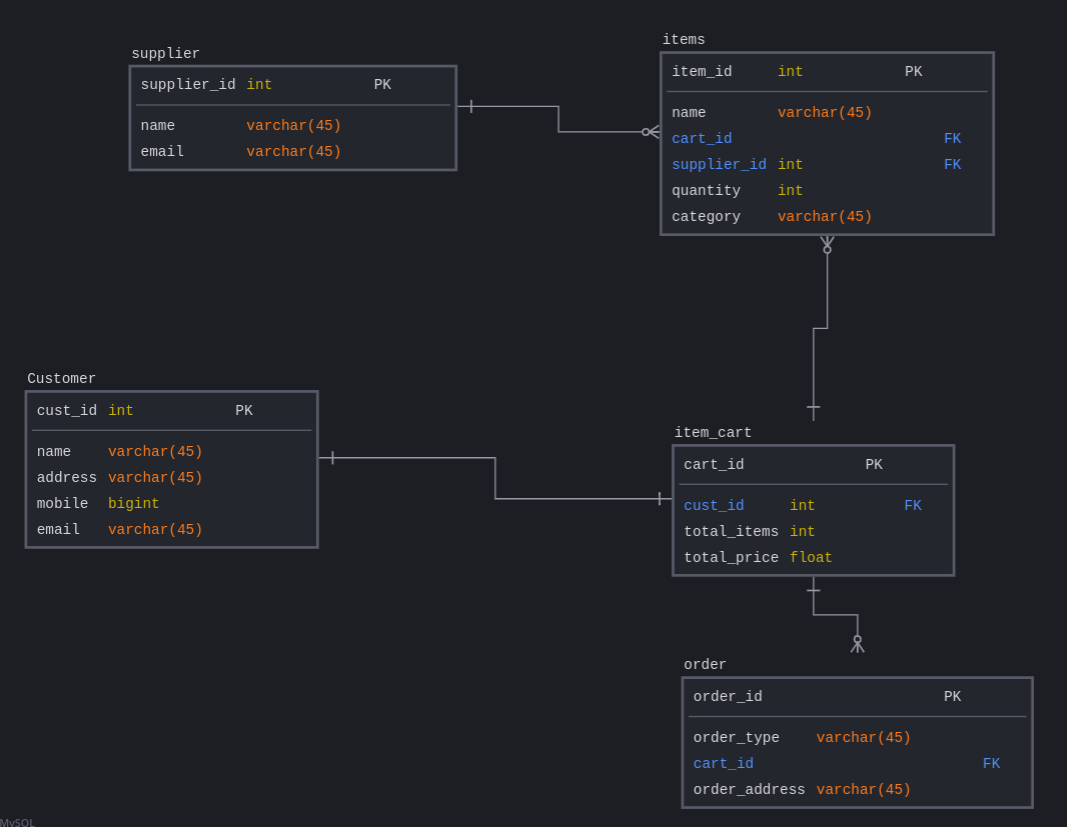 supplier
supplier_id int PK
name varchar(45)
email varchar(45)
items
item_id int PK
name varchar(45)
cart_id FK
supplier_id int FK
quantity int
category varchar(45)
Customer
cust_id int PK
name varchar(45)
address varchar(45)
mobile bigint
email varchar(45)
item_cart
cart_id PK
cust_id int FK
total_items int
total_price float
order
order_id PK
order_type varchar(45)
cart_id FK
order_address varchar(45)
MySQL